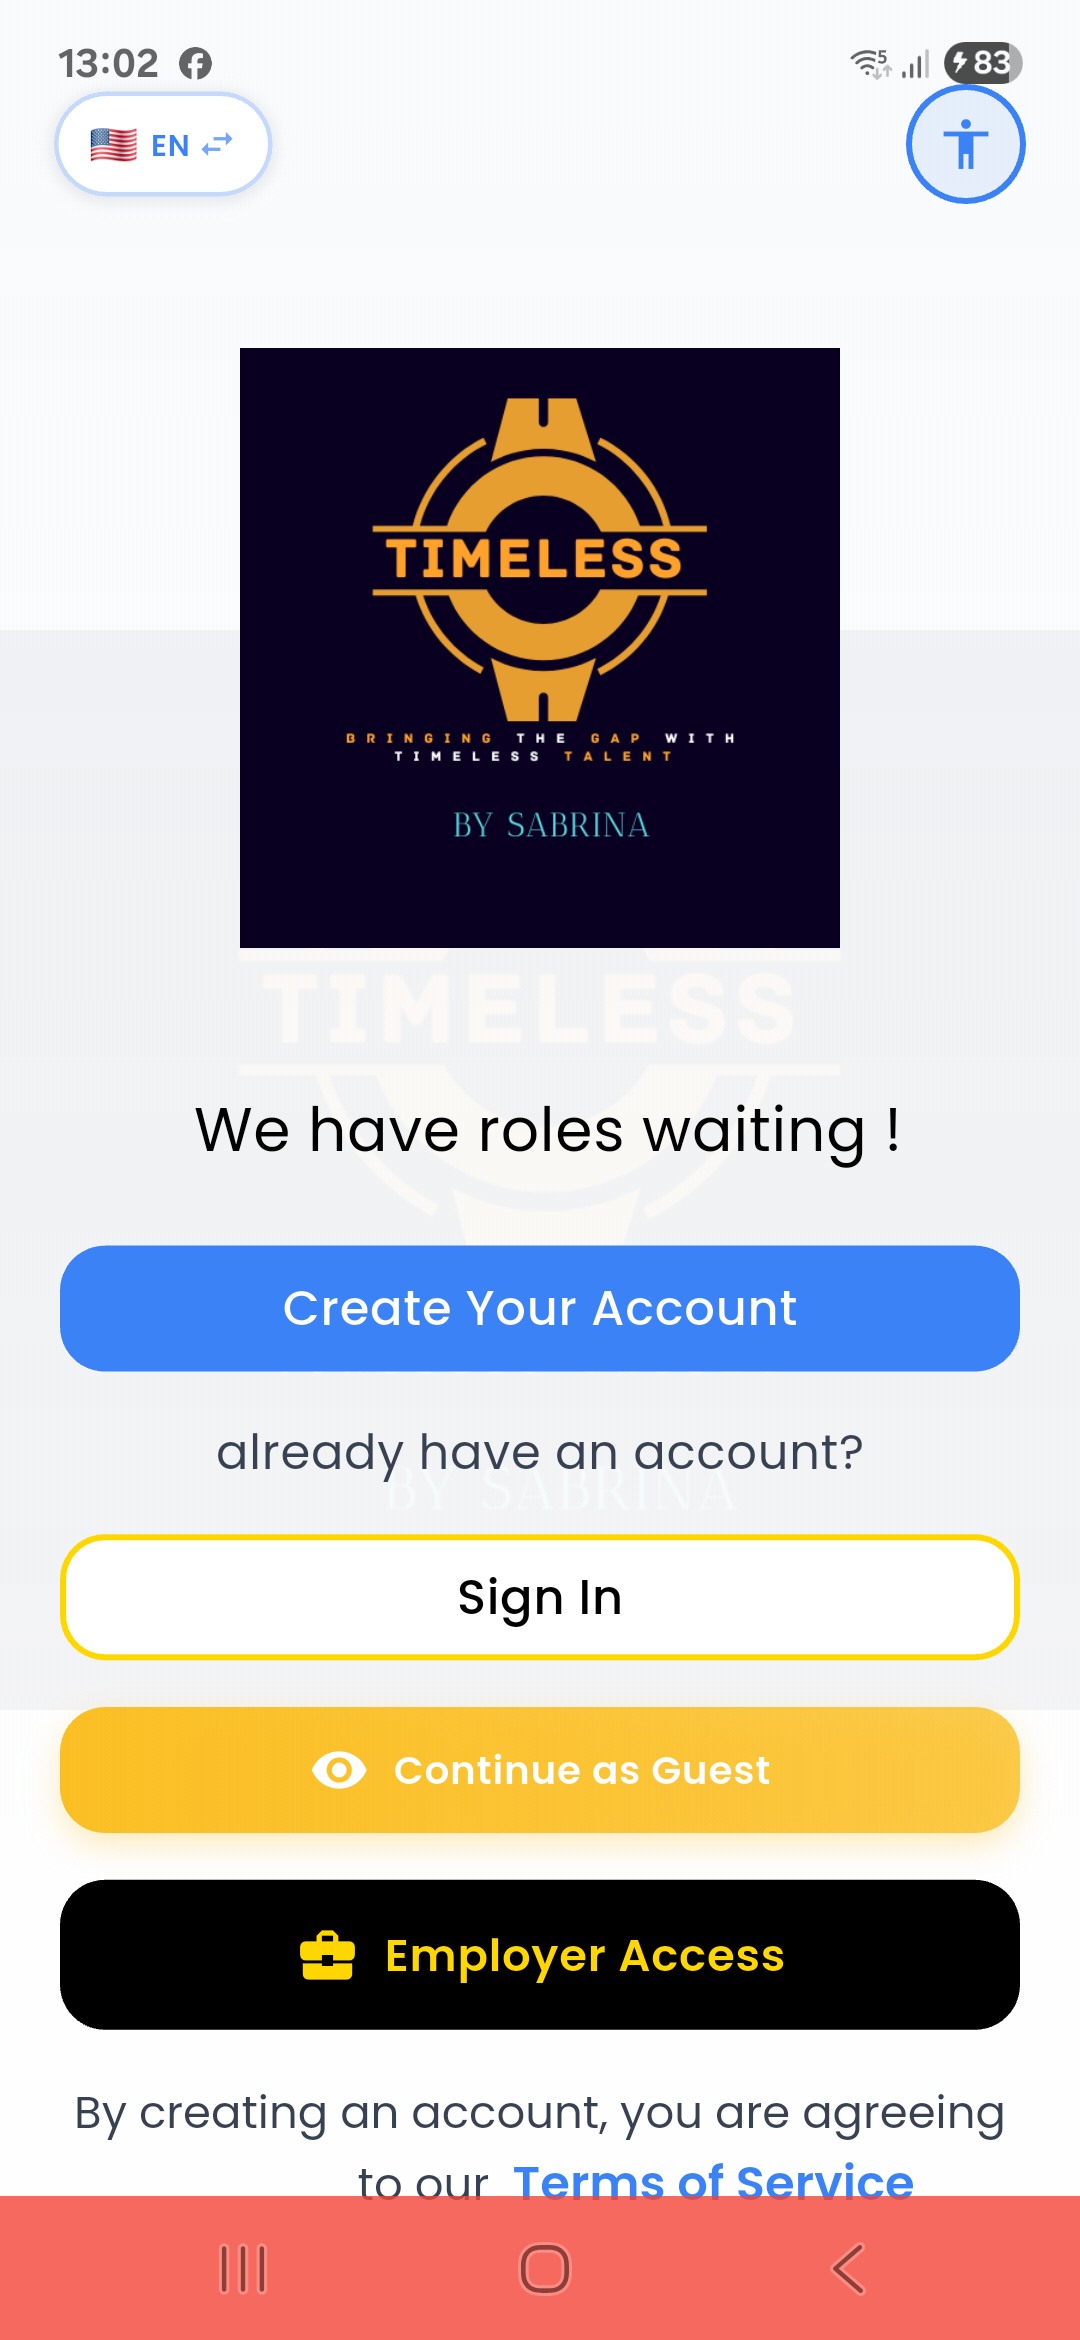 13:02
5
83
EN
TIMELESS
BRINGING THE GAP WITH
TIMELESS TALENT
BY SABRINA
TIMELESS
We have roles waiting !
Create Your Account
already have an account?
BY SABRINA
Sign In
Continue as Guest
Employer Access
By creating an account, you are agreeing
to our Terms of Service